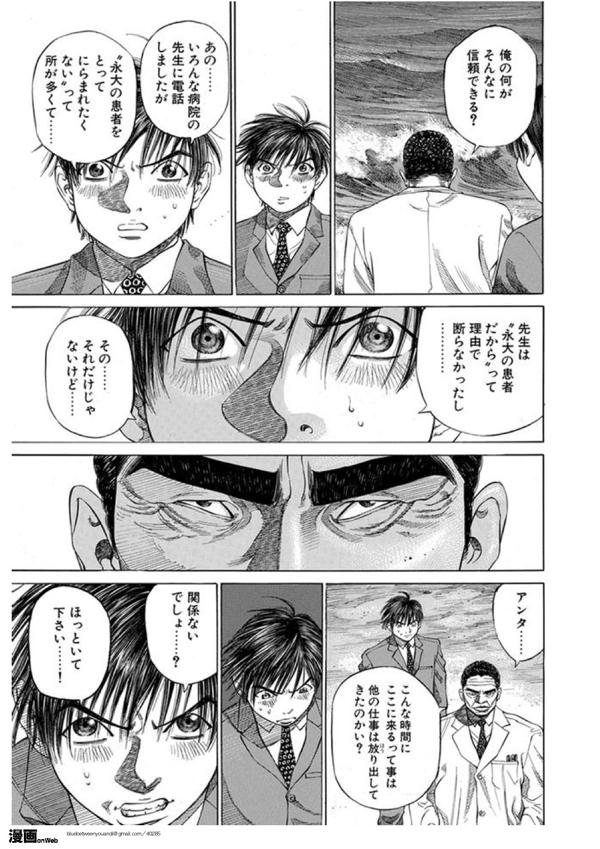 俺の何が
そんなに
信頼できる？
あの……
いろんな病院の
先生に電話
しましたが
〝永大の患者を
とって
にらまれたく
ない〟って
所が多くて……
先生は
〝永大の患者
だから〟って
理由で
断らなかったし
その……
それだけじゃ
ないけど……
アンタ…
こんな時間に
ここに来るって事は
他の仕事は放り出して
きたのかい？
関係ない
でしょ……？
ほっといて
下さい……！
漫画onWeb
bluebetweenyouandi@gmail.com/40285